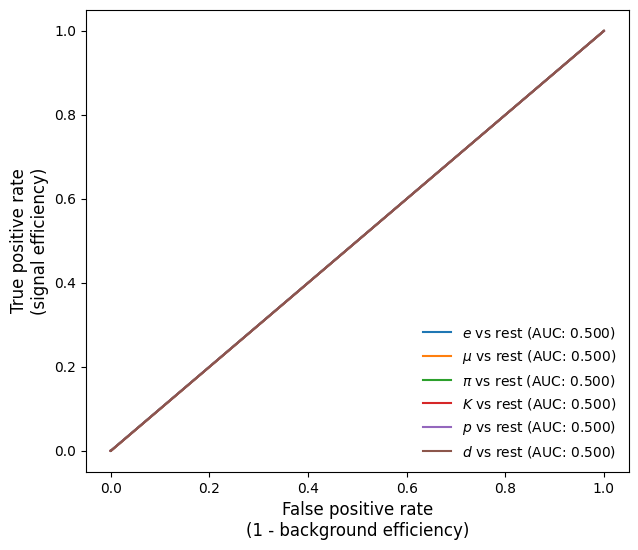 1.0
0.8
0.6
0.4
0.2
0.0
True positive rate
(signal efficiency)
e vs rest (AUC: 0.500)
μ vs rest (AUC: 0.500)
π vs rest (AUC: 0.500)
K vs rest (AUC: 0.500)
p vs rest (AUC: 0.500)
d vs rest (AUC: 0.500)
0.0 0.2 0.4 0.6 0.8 1.0
False positive rate
(1 - background efficiency)